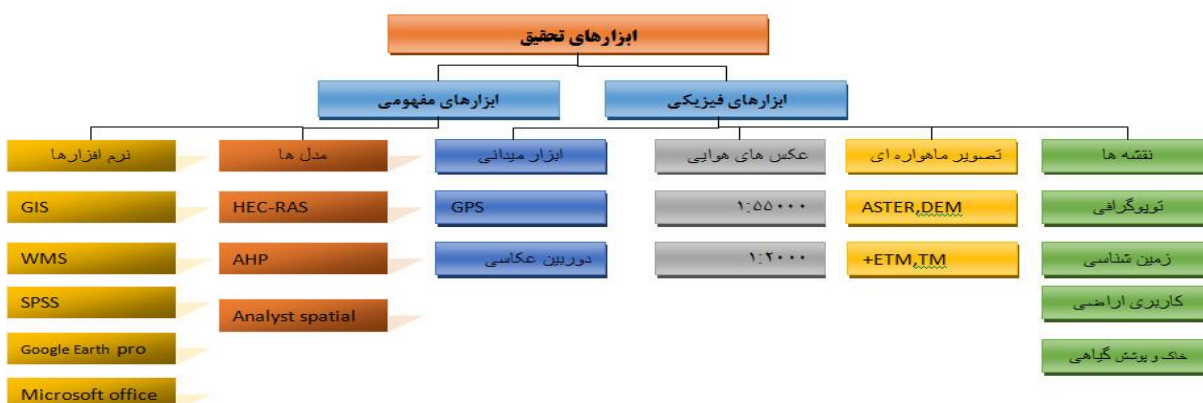 ابزارهای تحقیق
ابزارهای فیزیکی
ابزارهای مفهومی
نقشه ها
تصویر ماهواره ای
عکس های هوایی
ابزار میدانی
مدل ها
نرم افزارها
توپوگرافی
ASTER,DEM
۱:۵۵۰۰۰
GPS
HEC-RAS
GIS
زمین شناسی
+ETM,TM
۱:۲۰۰۰
دوربین عکاسی
AHP
WMS
کاربری اراضی
Analyst spatial
SPSS
خاک و پوشش گیاهی
Google Earth pro
Microsoft office